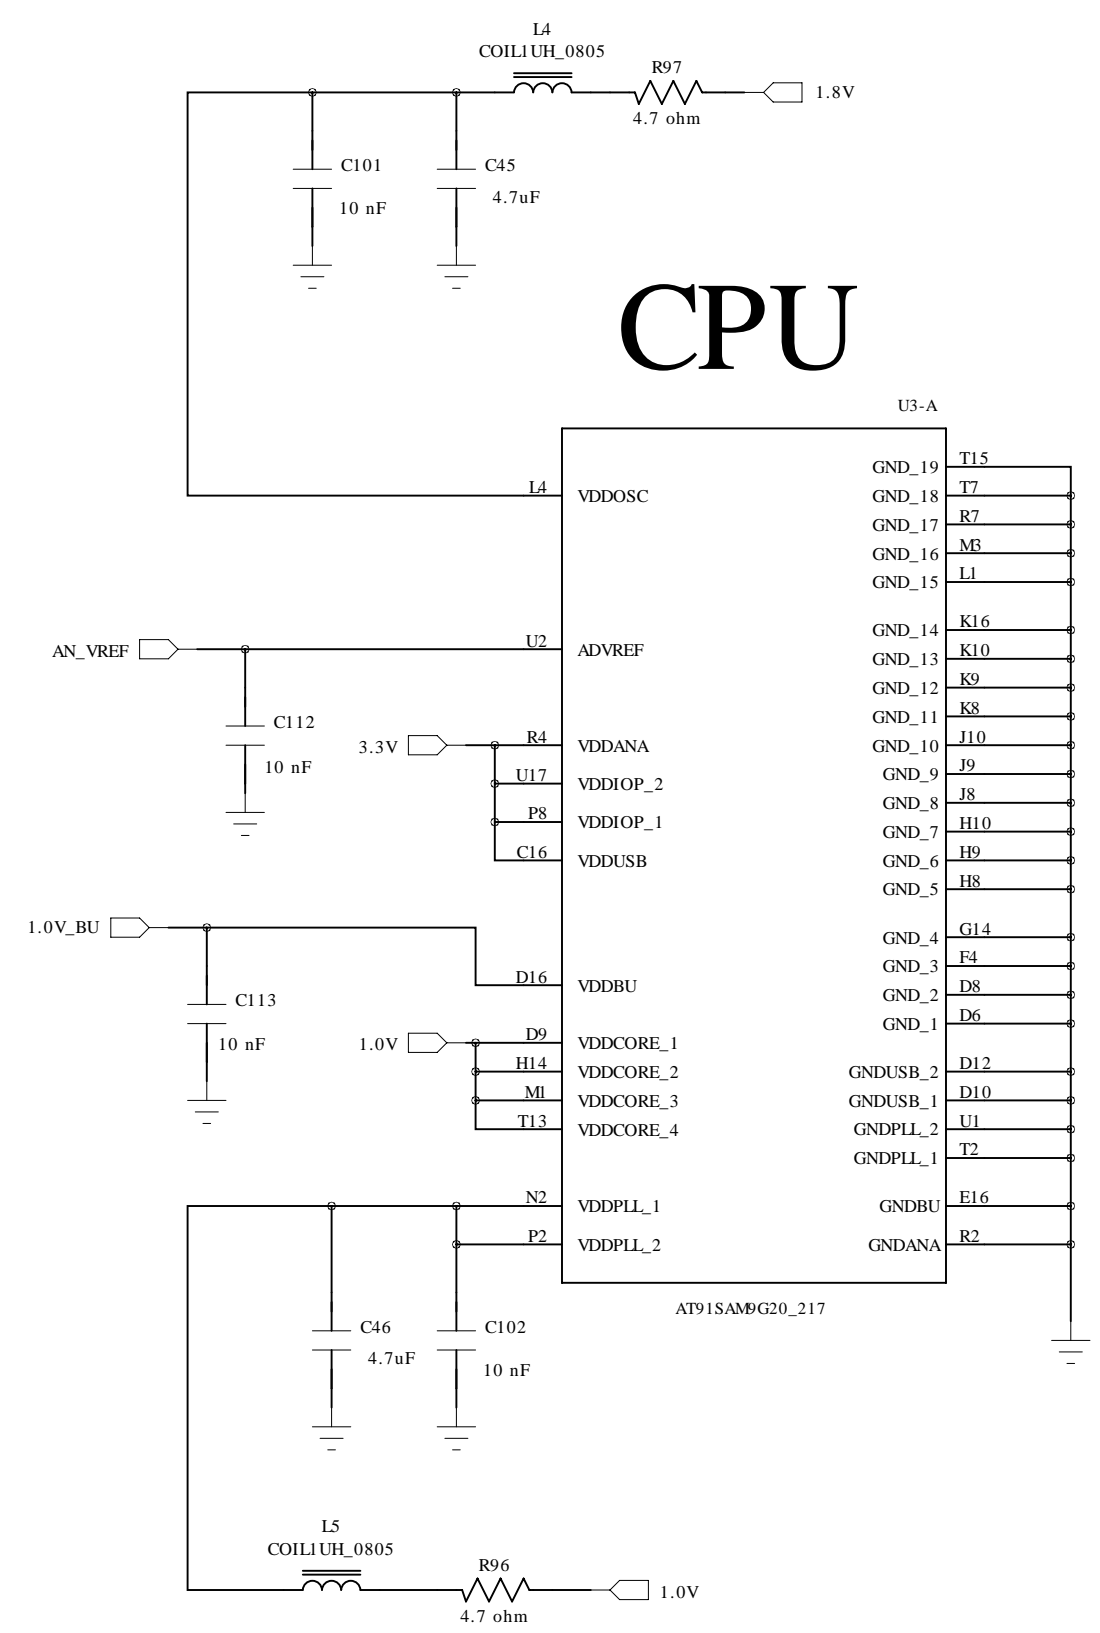 L4
COIL1UH_0805
R97
4.7 ohm
1.8V
C101
10 nF
C45
4.7uF
CPU
U3-A
L4 VDDOSC
U2 ADVREF
AN_VREF
C112
10 nF
3.3V
R4 VDDANA
U17 VDDIOP_2
P8 VDDIOP_1
C16 VDDUSB
1.0V_BU
D16 VDDBU
C113
10 nF
1.0V
D9 VDDCORE_1
H14 VDDCORE_2
M1 VDDCORE_3
T13 VDDCORE_4
N2 VDDPLL_1
P2 VDDPLL_2
GND_19 T15
GND_18 T7
GND_17 R7
GND_16 M3
GND_15 L1
GND_14 K16
GND_13 K10
GND_12 K9
GND_11 K8
GND_10 J10
GND_9 J9
GND_8 J8
GND_7 H10
GND_6 H9
GND_5 H8
GND_4 G14
GND_3 F4
GND_2 D8
GND_1 D6
GNDUSB_2 D12
GNDUSB_1 D10
GNDPLL_2 U1
GNDPLL_1 T2
GNDBU E16
GNDANA R2
AT91SAM9G20_217
C46
4.7uF
C102
10 nF
L5
COIL1UH_0805
R96
4.7 ohm
1.0V